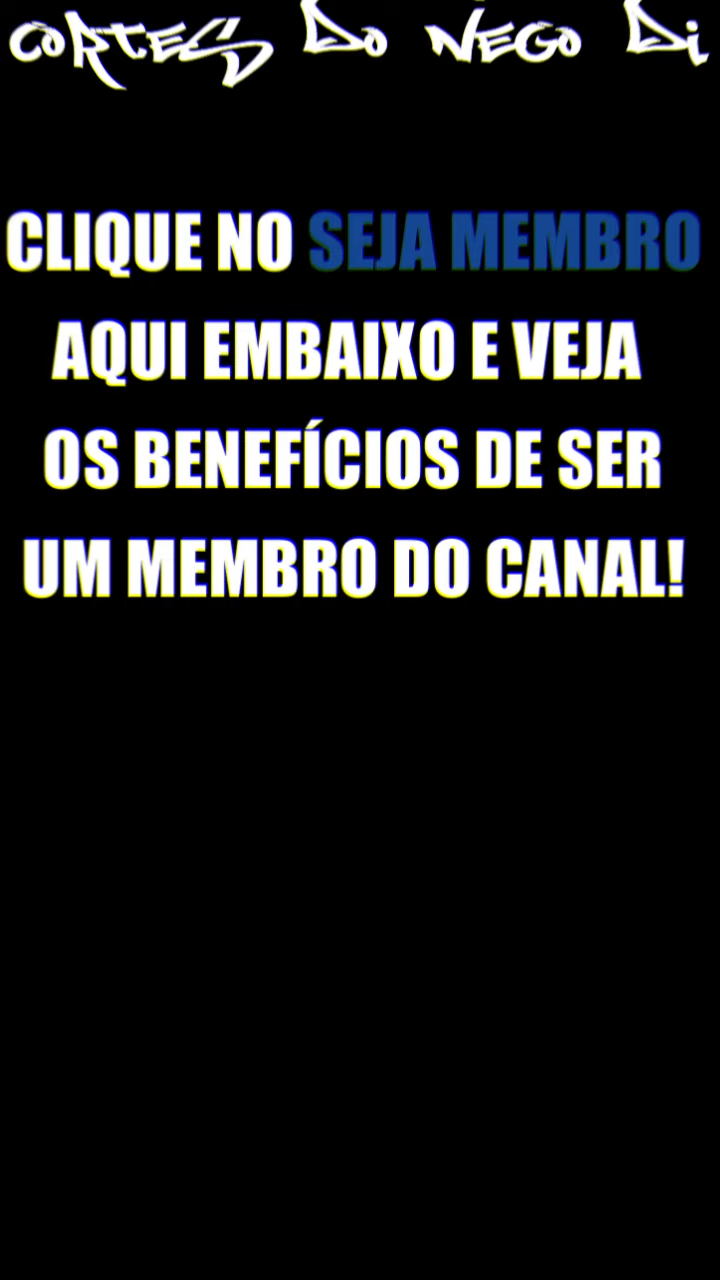 CORTES DO NEGO Di
CLIQUE NO SEJA MEMBRO
AQUI EMBAIXO E VEJA
OS BENEFÍCIOS DE SER
UM MEMBRO DO CANAL!